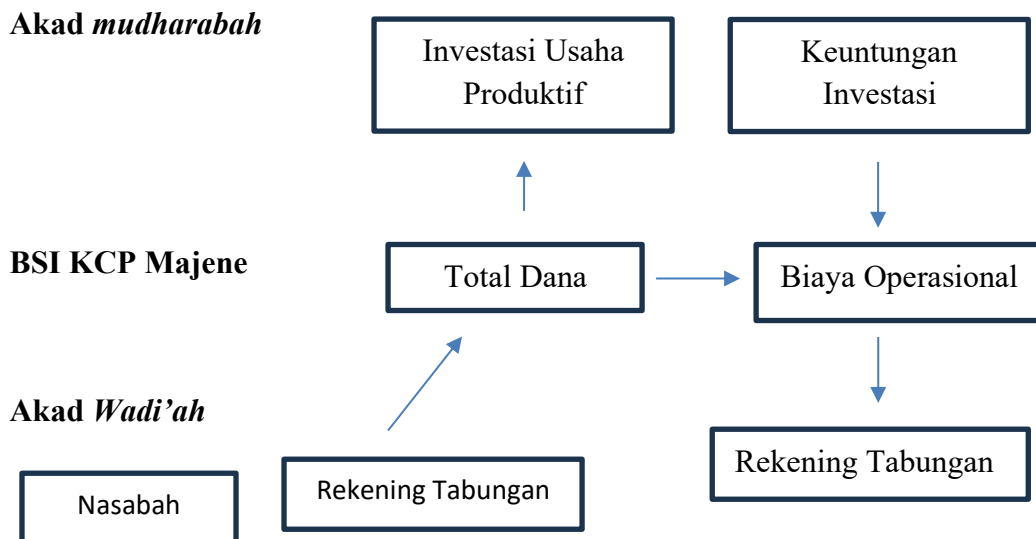 Akad mudharabah
Investasi Usaha
Produktif
Keuntungan
Investasi
BSI KCP Majene
Total Dana
Biaya Operasional
Akad Wadi’ah
Nasabah
Rekening Tabungan
Rekening Tabungan